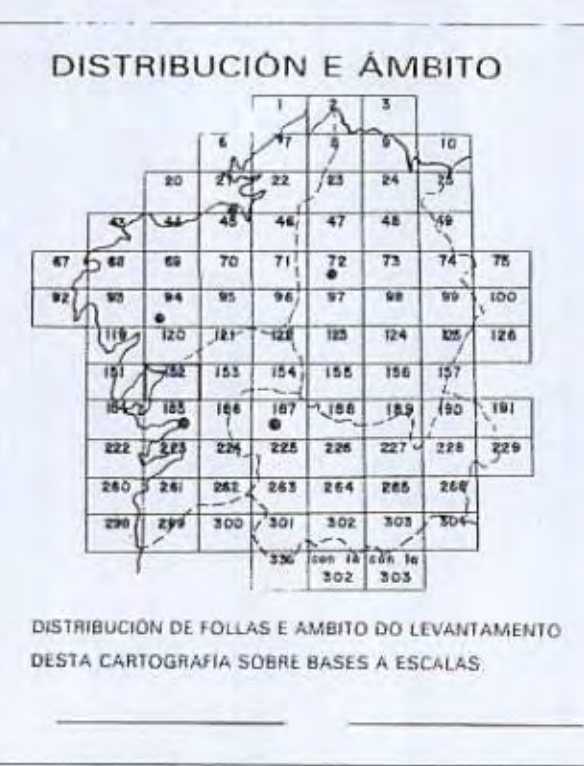 DISTRIBUCIÓN E ÁMBITO
1 2 3
6 7 8 9 10
20 21 22 23 24 25
43 44 45 46 47 48 49
67 68 69 70 71 72 73 74 75
92 93 94 95 96 97 98 99 100
119 120 121 122 123 124 125 126
151 152 153 154 155 156 157
184 185 186 187 188 189 190 191
222 223 224 225 226 227 228 229
260 261 262 263 264 265 266
298 299 300 301 302 303 304
336 con la con la
302 303
DISTRIBUCIÓN DE FOLLAS E AMBITO DO LEVANTAMENTO
DESTA CARTOGRAFÍA SOBRE BASES A ESCALAS: